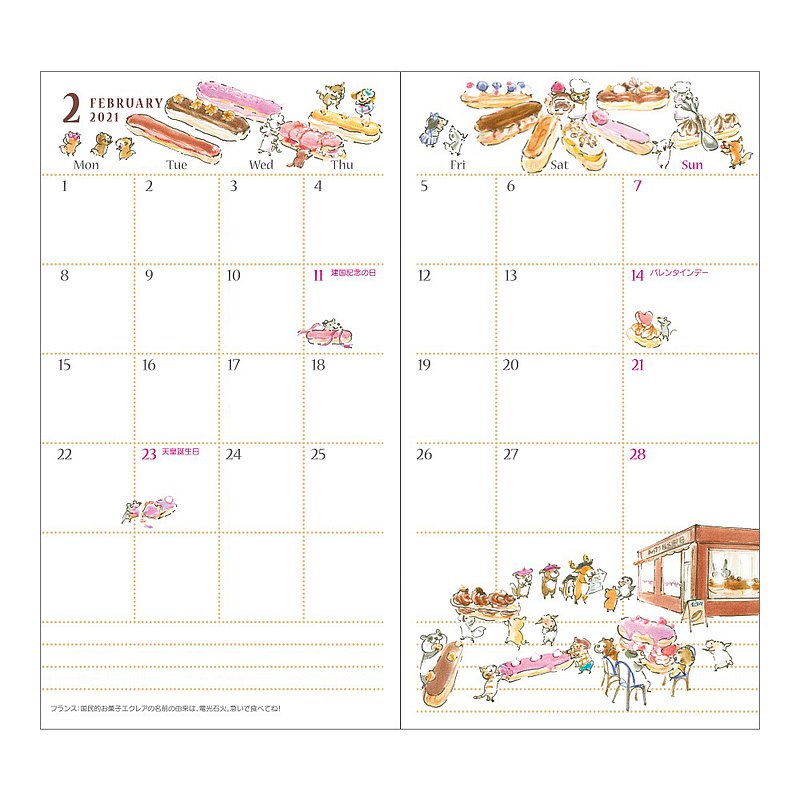 2 FEBRUARY
2021
Mon Tue Wed Thu Fri Sat Sun
1 2 3 4 5 6 7
8 9 10 11 建国記念の日 12 13 14 バレンタインデー
15 16 17 18 19 20 21
22 23 天皇誕生日 24 25 26 27 28
フランス:国民的お菓子エクレアの名前の由来は、電光石火。急いで食べてね!